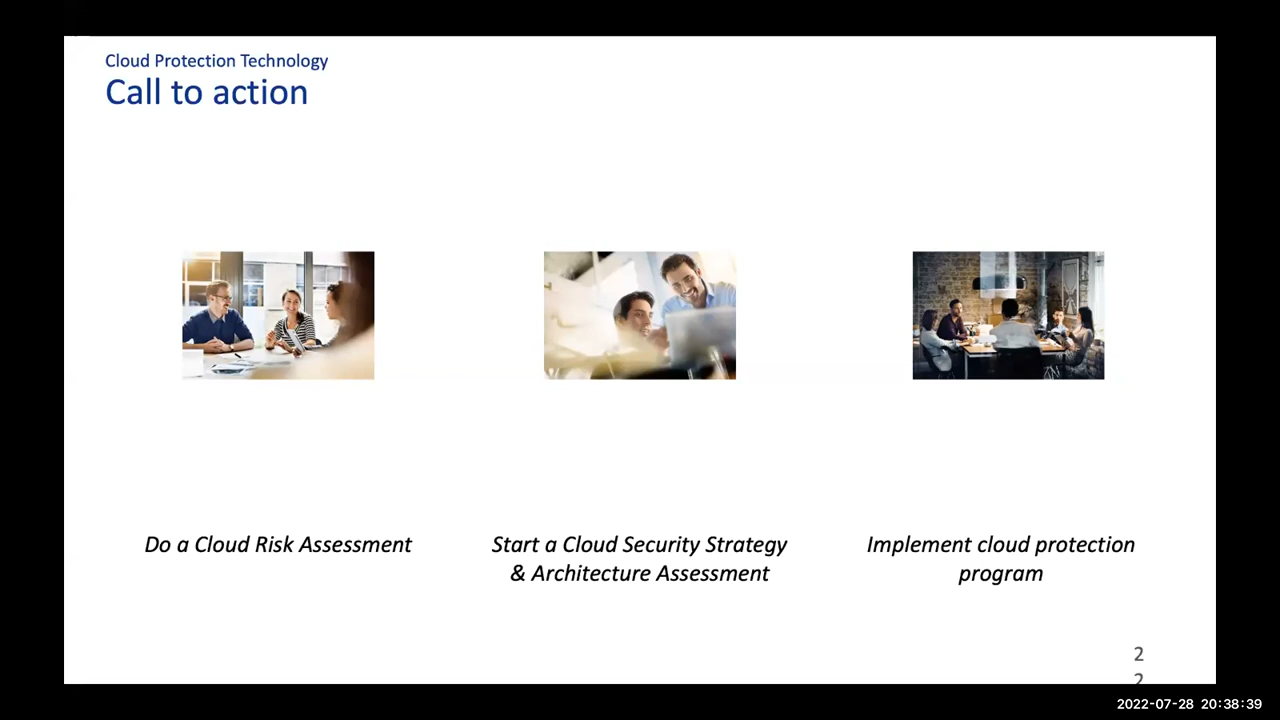 Cloud Protection Technology
Call to action
Do a Cloud Risk Assessment
Start a Cloud Security Strategy
& Architecture Assessment
Implement cloud protection
program
2
2
2022-07-28 20:38:39